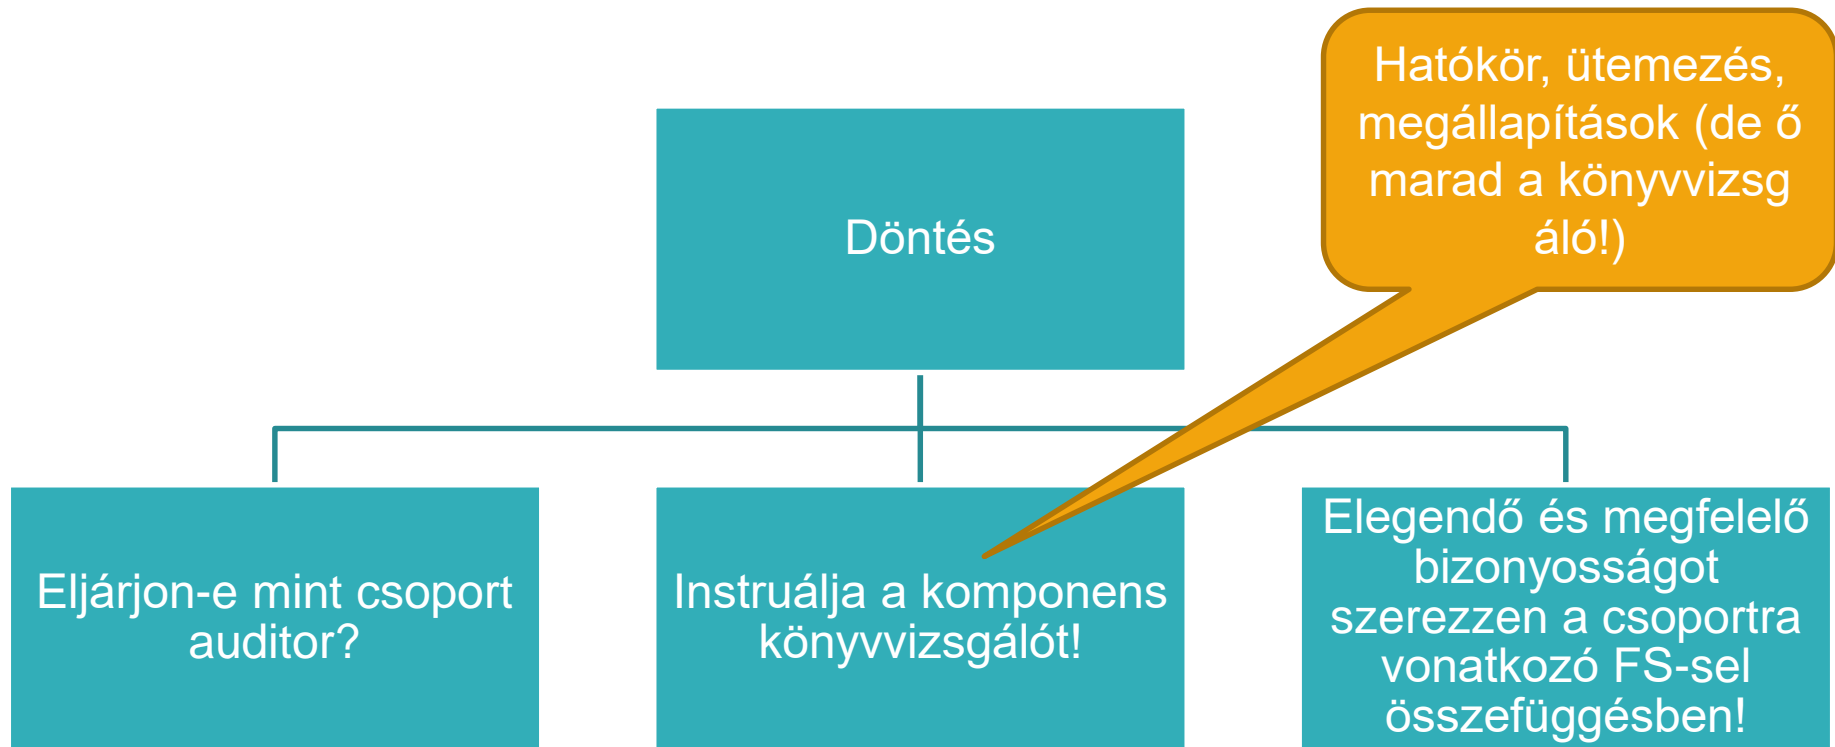 Hatókör, ütemezés,
megállapítások (de ő
marad a könyvvizsg
áló!)
Döntés
Eljárjon-e mint csoport
auditor?
Instruálja a komponens
könyvvizsgálót!
Elegendő és megfelelő
bizonyosságot
szerezzen a csoportra
vonatkozó FS-sel
összefüggésben!